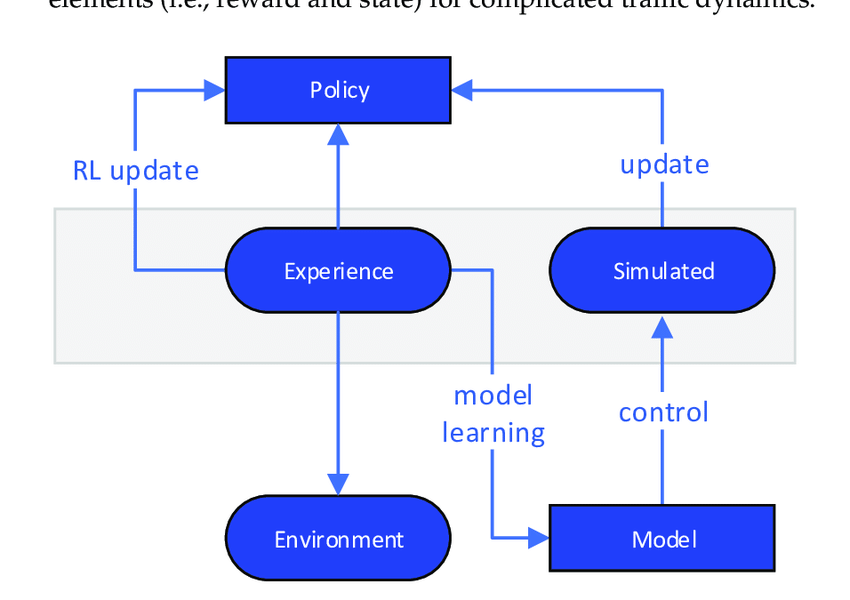 elements (i.e., reward and state) for complicated traffic dynamics.
Policy
RL update
update
Experience
Simulated
model
learning
control
Environment
Model